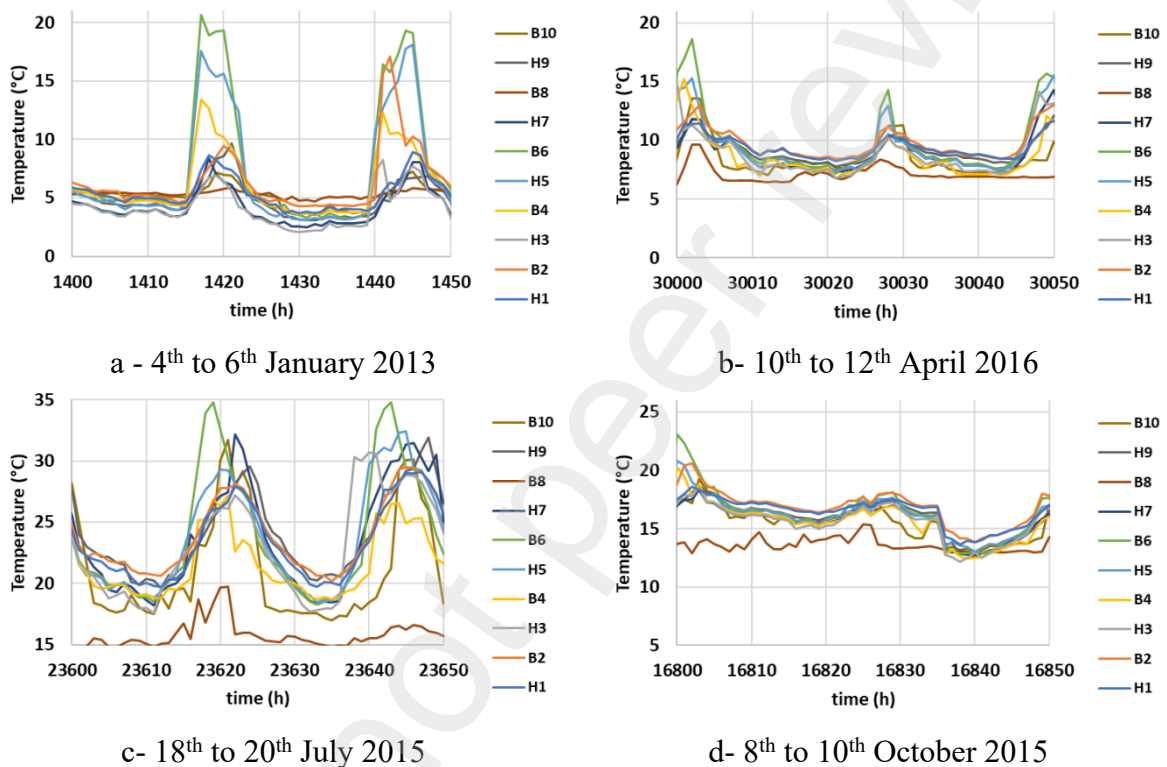 Temperature (°C)
20
15
10
5
0
1400 1410 1420 1430 1440 1450
time (h)
B10
H9
B8
H7
B6
H5
B4
H3
B2
H1
a - 4th to 6th January 2013
Temperature (°C)
20
15
10
5
0
30000 30010 30020 30030 30040 30050
time (h)
B10
H9
B8
H7
B6
H5
B4
H3
B2
H1
b- 10th to 12th April 2016
Temperature (°C)
35
30
25
20
15
23600 23610 23620 23630 23640 23650
time (h)
B10
H9
B8
H7
B6
H5
B4
H3
B2
H1
c- 18th to 20th July 2015
Temperature (°C)
25
20
15
10
5
16800 16810 16820 16830 16840 16850
time (h)
B10
H9
B8
H7
B6
H5
B4
H3
B2
H1
d- 8th to 10th October 2015
not peer revi